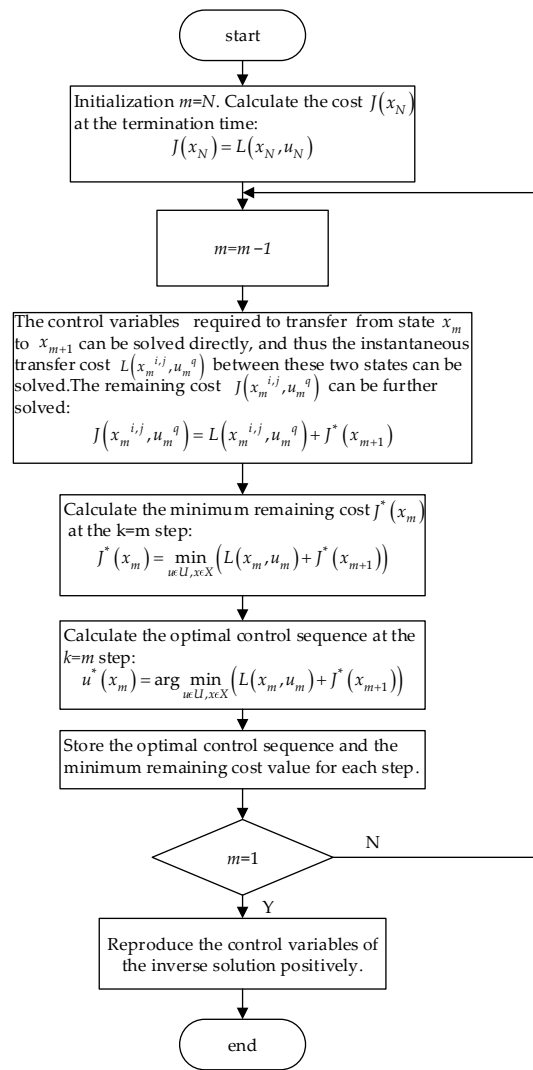 start
Initialization m=N. Calculate the cost J(x_N)
at the termination time:
J(x_N) = L(x_N, u_N)
m=m−1
The control variables required to transfer from state x_m
to x_{m+1} can be solved directly, and thus the instantaneous
transfer cost L(x_m^{i,j}, u_m^q) between these two states can be
solved.The remaining cost J(x_m^{i,j}, u_m^q) can be further
solved:
J(x_m^{i,j}, u_m^q) = L(x_m^{i,j}, u_m^q) + J^*(x_{m+1})
Calculate the minimum remaining cost J^*(x_m)
at the k=m step:
J^*(x_m) = min_{uϵU,xϵX} (L(x_m, u_m) + J^*(x_{m+1}))
Calculate the optimal control sequence at the
k=m step:
u^*(x_m) = arg min_{uϵU,xϵX} (L(x_m, u_m) + J^*(x_{m+1}))
Store the optimal control sequence and the
minimum remaining cost value for each step.
m=1
N
Y
Reproduce the control variables of
the inverse solution positively.
end